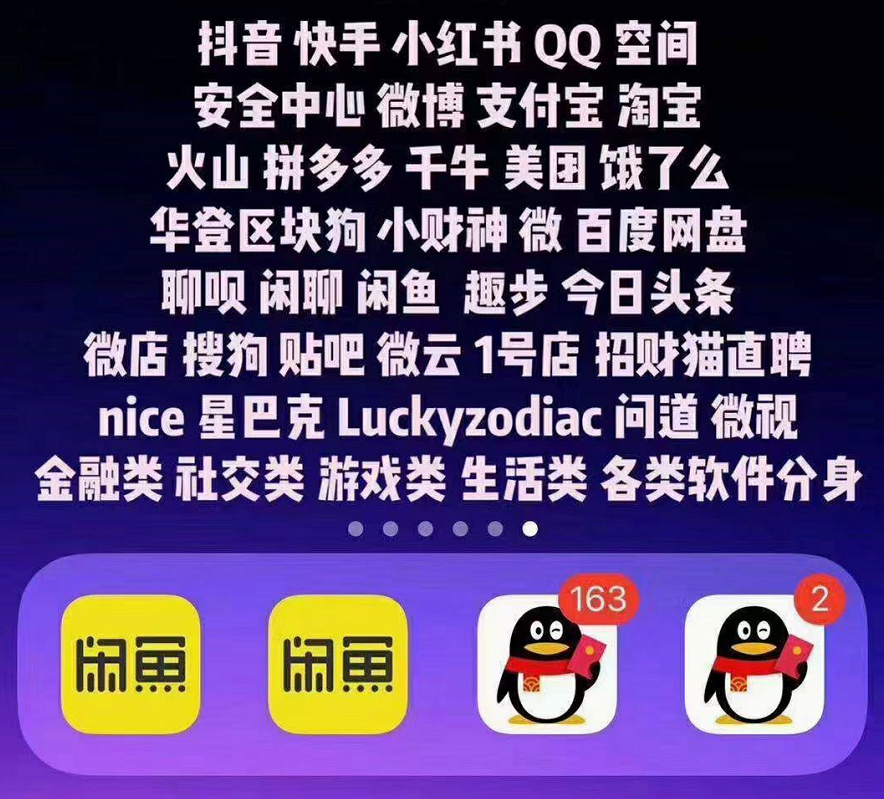 抖音 快手 小红书 QQ 空间
安全中心 微博 支付宝 淘宝
火山 拼多多 千牛 美团 饿了么
华登区块狗 小财神 微 百度网盘
聊呗 闲聊 闲鱼 趣步 今日头条
微店 搜狗 贴吧 微云 1号店 招财猫直聘
nice 星巴克 Luckyzodiac 问道 微视
金融类 社交类 游戏类 生活类 各类软件分身
闲鱼 闲鱼 163 2